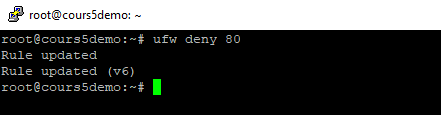 root@cours5demo: ~
root@cours5demo:~# ufw deny 80
Rule updated
Rule updated (v6)
root@cours5demo:~#